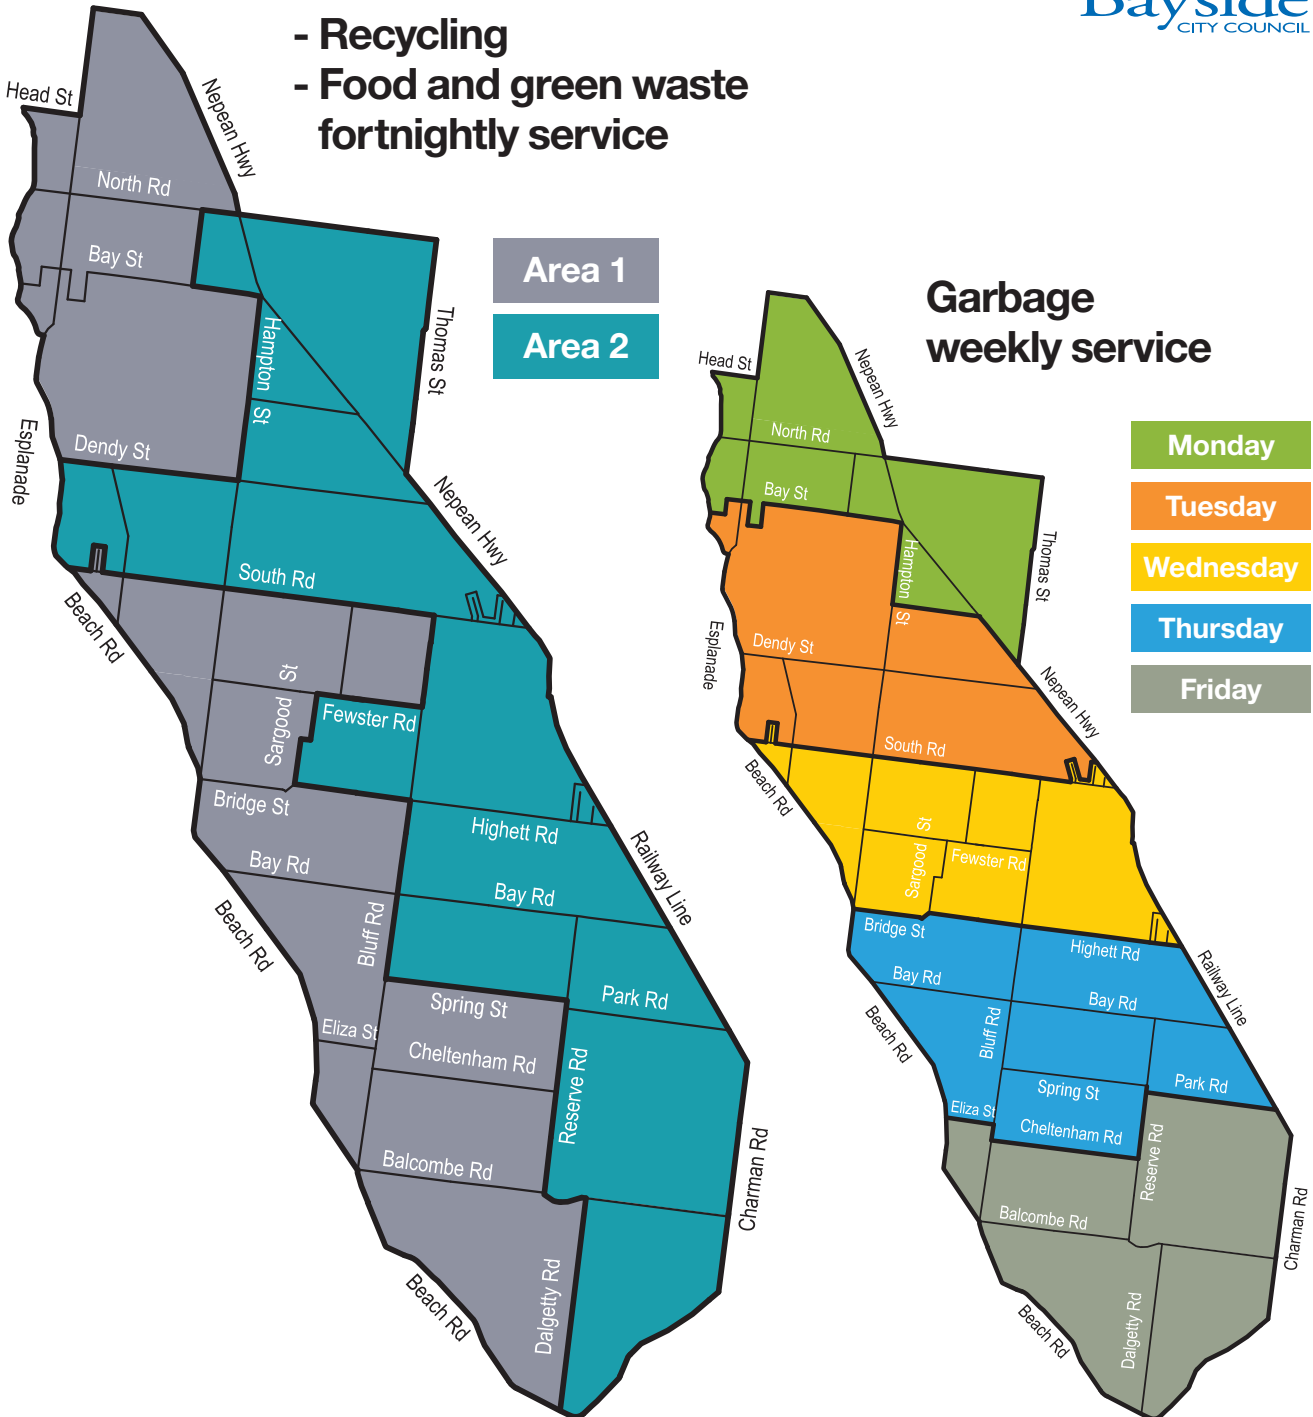 Bayside
CITY COUNCIL
- Recycling
- Food and green waste
fortnightly service
Head St
Nepean Hwy
North Rd
Bay St
Hampton
St
Thomas St
Esplanade
Dendy St
Nepean Hwy
South Rd
Beach Rd
Sargood
St
Fewster Rd
Bridge St
Highett Rd
Bay Rd
Bay Rd
Railway Line
Beach Rd
Bluff Rd
Spring St
Park Rd
Eliza St
Cheltenham Rd
Reserve Rd
Balcombe Rd
Charman Rd
Beach Rd
Dalgetty Rd
Area 1
Area 2
Garbage
weekly service
Head St
Nepean Hwy
North Rd
Bay St
Hampton
St
Thomas St
Esplanade
Dendy St
Nepean Hwy
South Rd
Beach Rd
Sargood
St
Fewster Rd
Bridge St
Highett Rd
Bay Rd
Bay Rd
Railway Line
Beach Rd
Bluff Rd
Spring St
Park Rd
Eliza St
Cheltenham Rd
Reserve Rd
Balcombe Rd
Charman Rd
Beach Rd
Dalgetty Rd
Monday
Tuesday
Wednesday
Thursday
Friday